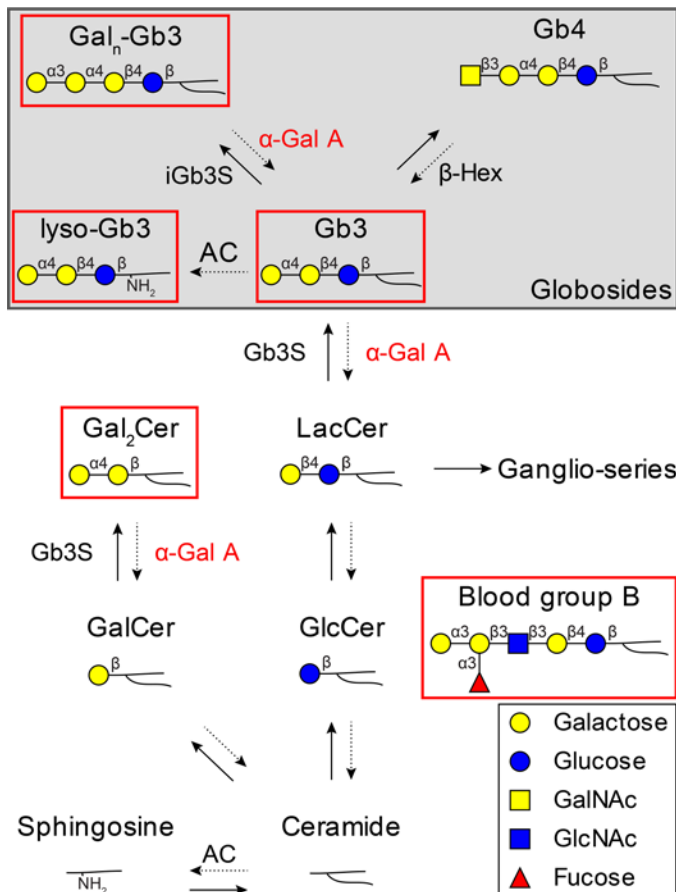 Galn-Gb3
α3 α4 β4 β
Gb4
β3 α4 β4 β
α-Gal A
iGb3S
β-Hex
lyso-Gb3
α4 β4 β
NH2
AC
Gb3
α4 β4 β
Globosides
Gb3S
α-Gal A
Gal2Cer
α4 β
LacCer
β4 β
Ganglio-series
Gb3S
α-Gal A
GalCer
β
GlcCer
β
Blood group B
α3 β3 β3 β4 β
α3
Galactose
Glucose
GalNAc
GlcNAc
Fucose
Sphingosine
NH2
AC
Ceramide